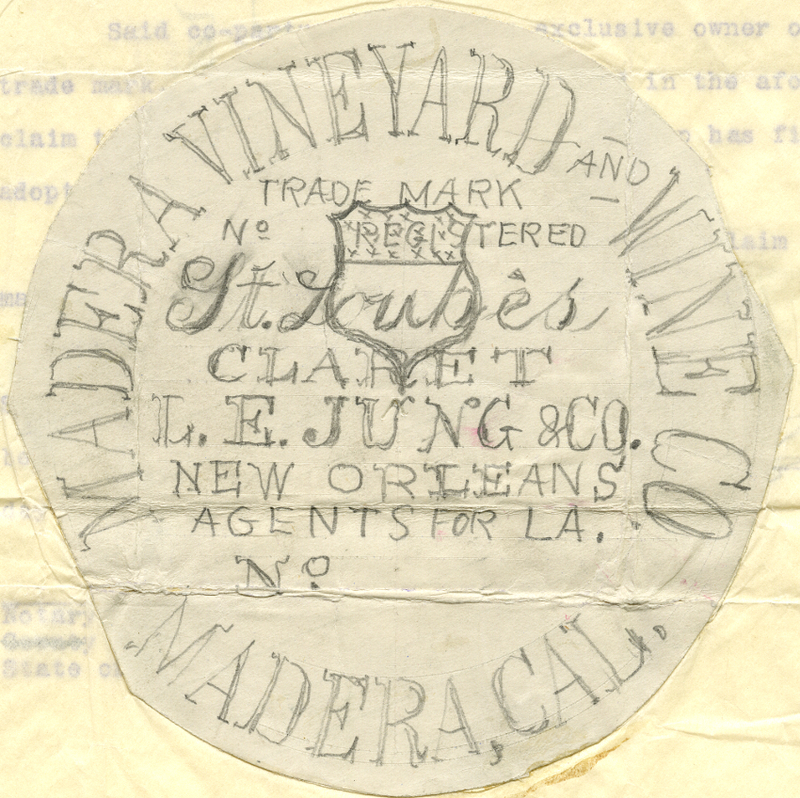 Said co-
exclusive owner
trade mark
in the
claim
has
MADERA VINEYARD AND WINE CO
TRADE MARK
Nº REGISTERED
St. Loubès
CLARET
L. E. JUNG & CO.
NEW ORLEANS
AGENTS FOR LA.
Nº
MADERA, CAL.
State